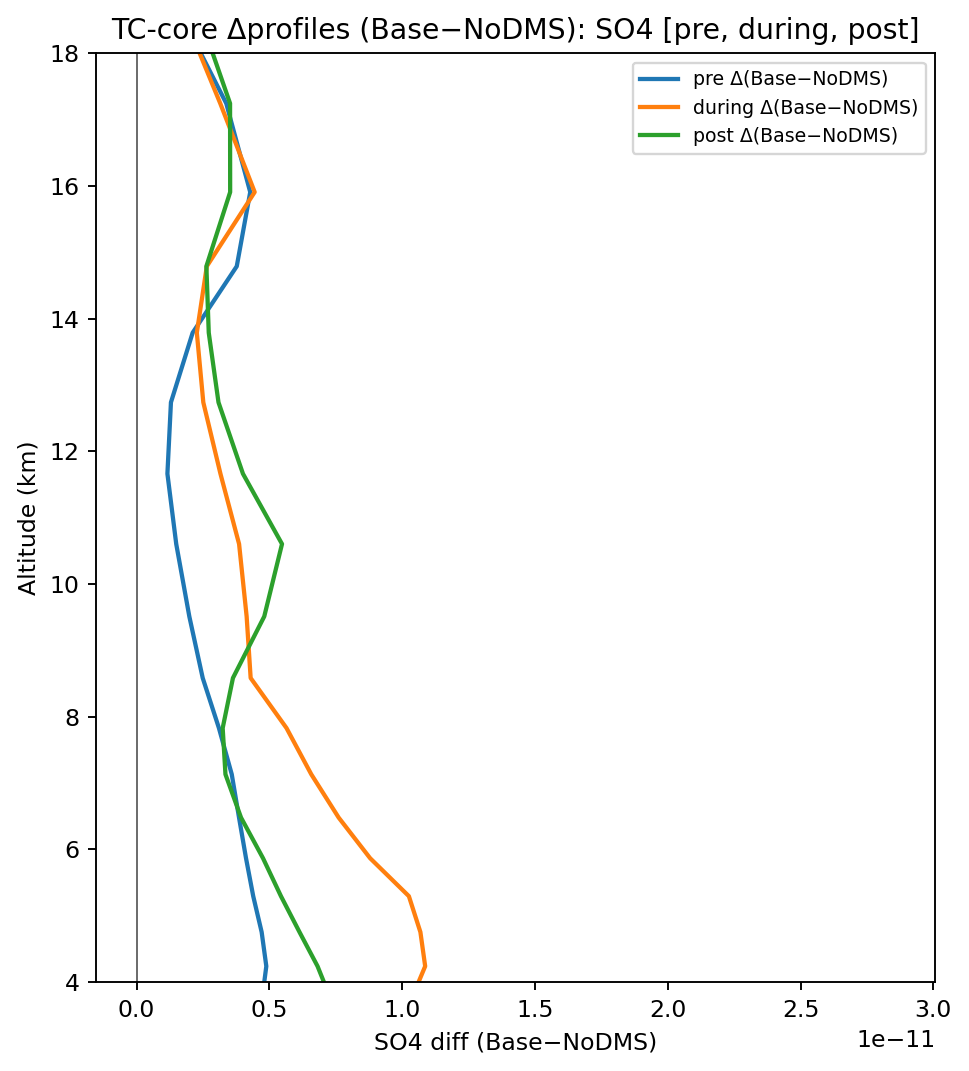 TC-core Δprofiles (Base−NoDMS): SO4 [pre, during, post]
18
16
14
12
10
8
6
4
Altitude (km)
pre Δ(Base−NoDMS)
during Δ(Base−NoDMS)
post Δ(Base−NoDMS)
0.0 0.5 1.0 1.5 2.0 2.5 3.0
1e−11
SO4 diff (Base−NoDMS)